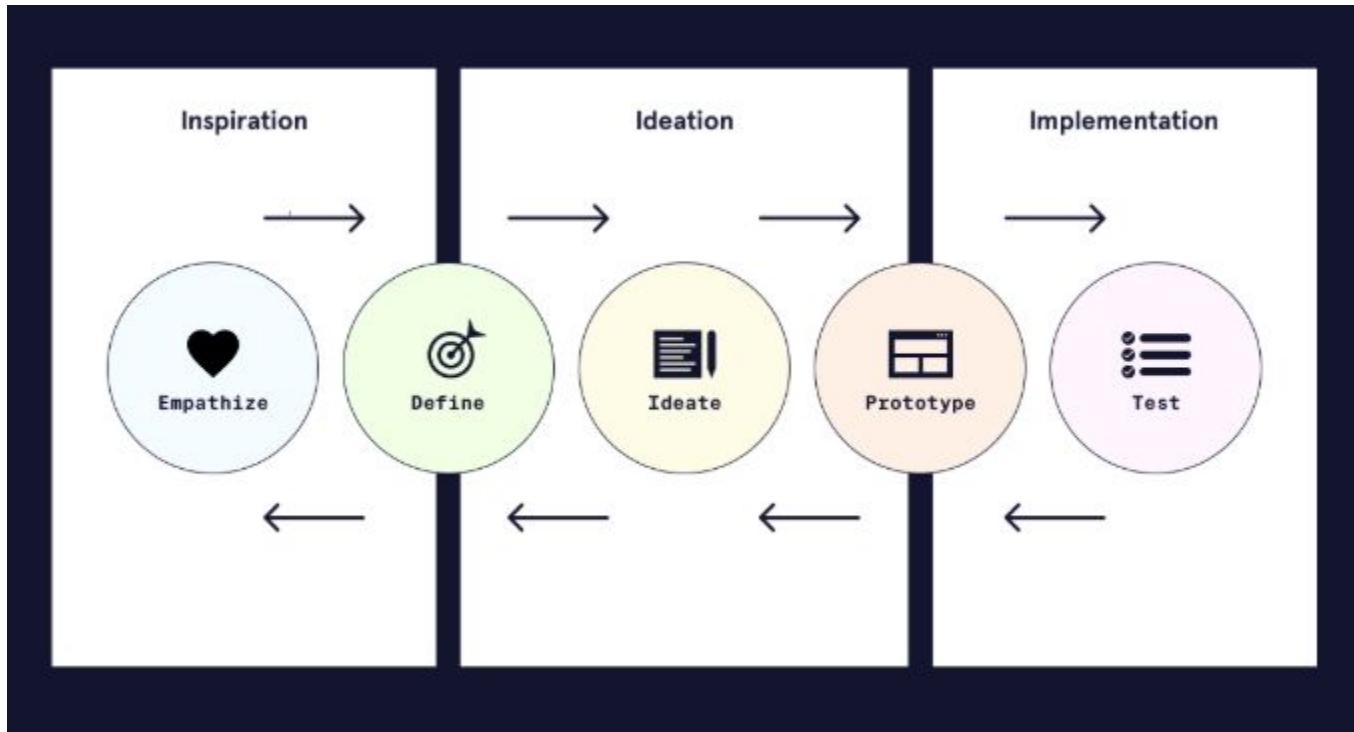 Inspiration
Ideation
Implementation
Empathize
Define
Ideate
Prototype
Test